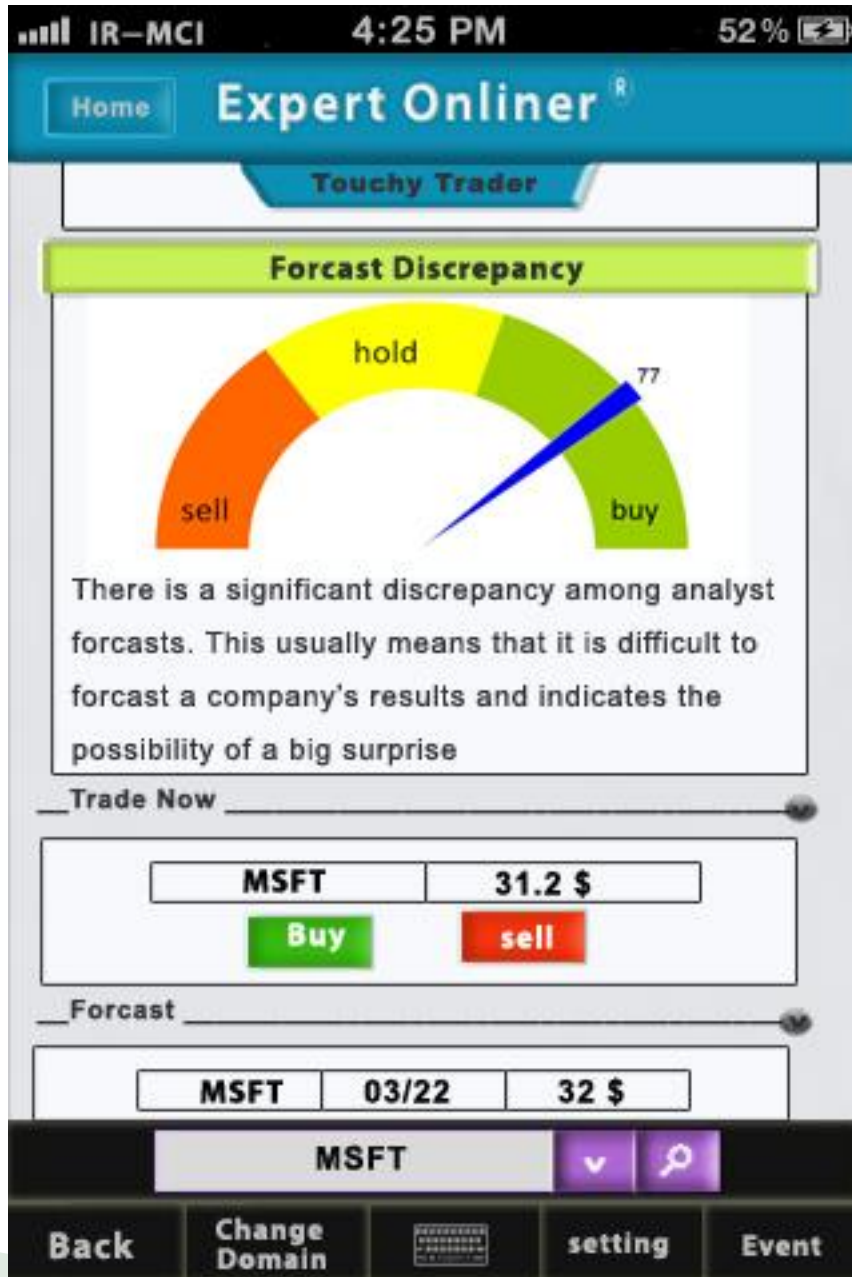 IR-MCI 4:25 PM 52%
Home Expert Onliner ®
Touchy Trader
Forcast Discrepancy
hold
77
sell
buy
There is a significant discrepancy among analyst
forcasts. This usually means that it is difficult to
forcast a company's results and indicates the
possibility of a big surprise
Trade Now
MSFT 31.2 $
Buy sell
Forcast
MSFT 03/22 32 $
MSFT
Back Change Domain setting Event